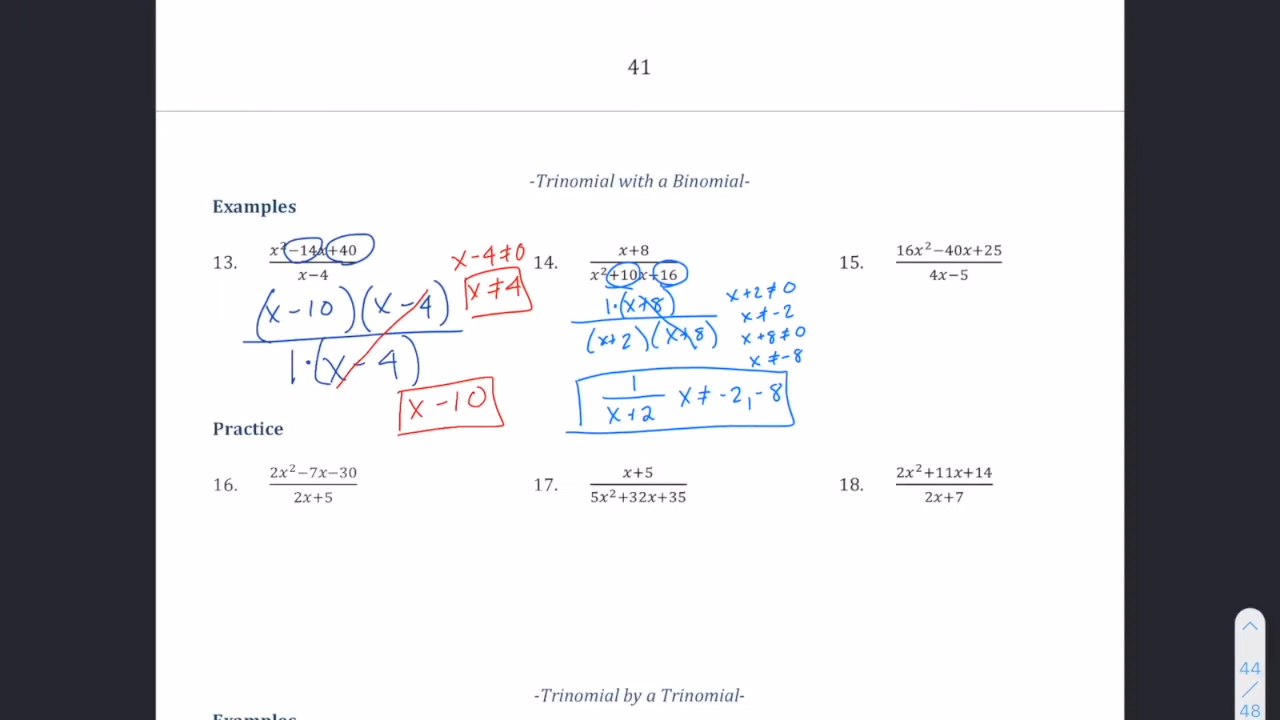 41
-Trinomial with a Binomial-
Examples
13. (x²−14x+40)/(x−4)
x-4≠0
x≠4
(x-10)(x-4)
1·(x-4)
x-10
14. (x+8)/(x²+10x+16)
1·(x+8)
(x+2)(x+8)
x+2≠0
x≠-2
x+8≠0
x≠-8
1/(x+2) x≠-2,-8
15. (16x²−40x+25)/(4x−5)
Practice
16. (2x²−7x−30)/(2x+5)
17. (x+5)/(5x²+32x+35)
18. (2x²+11x+14)/(2x+7)
-Trinomial by a Trinomial-
Examples
44
/
48